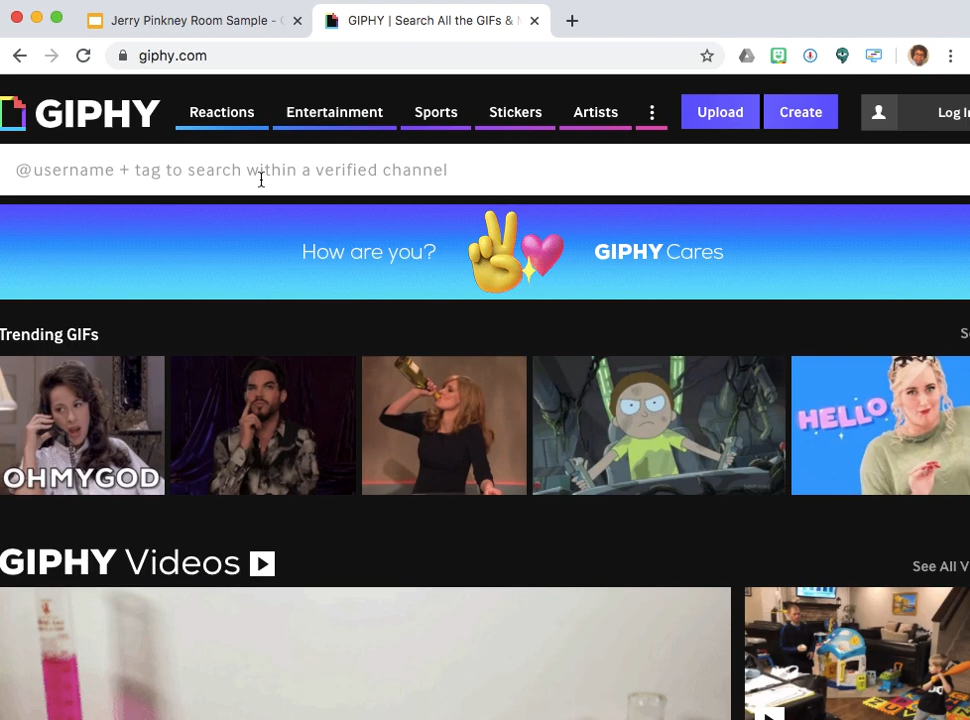 Jerry Pinkney Room Sample -
GIPHY | Search All the GIFs &
giphy.com
GIPHY
Reactions
Entertainment
Sports
Stickers
Artists
Upload
Create
Log In
@username + tag to search within a verified channel
How are you?
GIPHY Cares
Trending GIFs
OHMYGOD
HELLO
GIPHY Videos
See All V